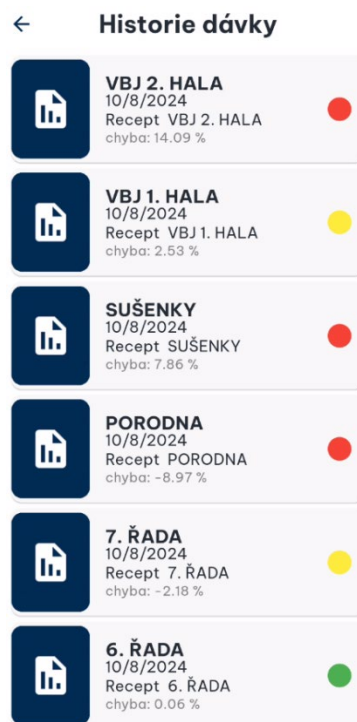 Historie dávky
VBJ 2. HALA
10/8/2024
Recept VBJ 2. HALA
chyba: 14.09 %
VBJ 1. HALA
10/8/2024
Recept VBJ 1. HALA
chyba: 2.53 %
SUŠENKY
10/8/2024
Recept SUŠENKY
chyba: 7.86 %
PORODNA
10/8/2024
Recept PORODNA
chyba: -8.97 %
7. ŘADA
10/8/2024
Recept 7. ŘADA
chyba: -2.18 %
6. ŘADA
10/8/2024
Recept 6. ŘADA
chyba: 0.06 %